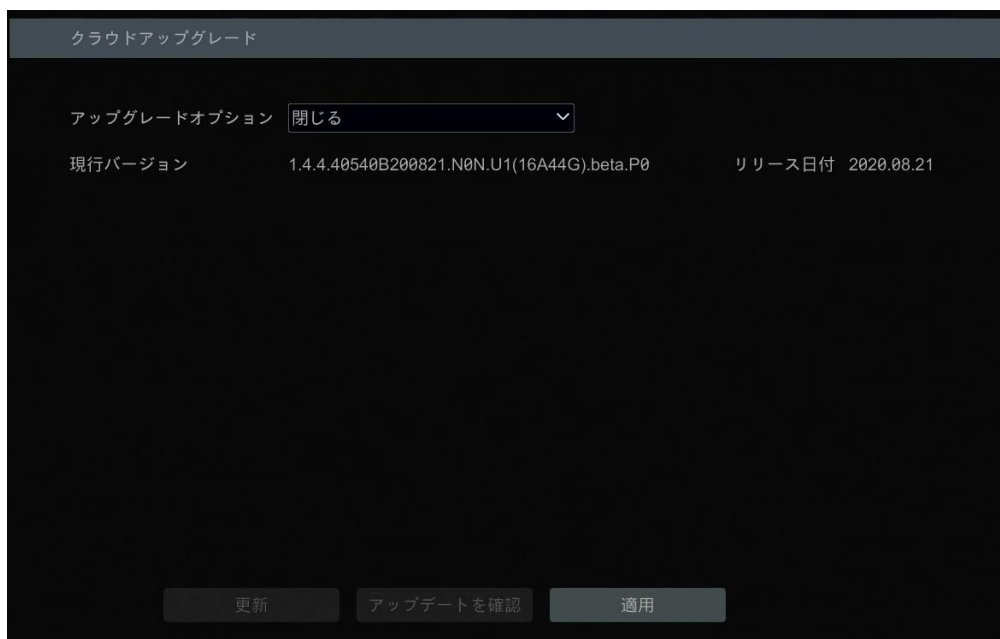 クラウドアップグレード
アップグレードオプション 閉じる
現行バージョン 1.4.4.40540B200821.N0N.U1(16A44G).beta.P0 リリース日付 2020.08.21
更新 アップデートを確認 適用